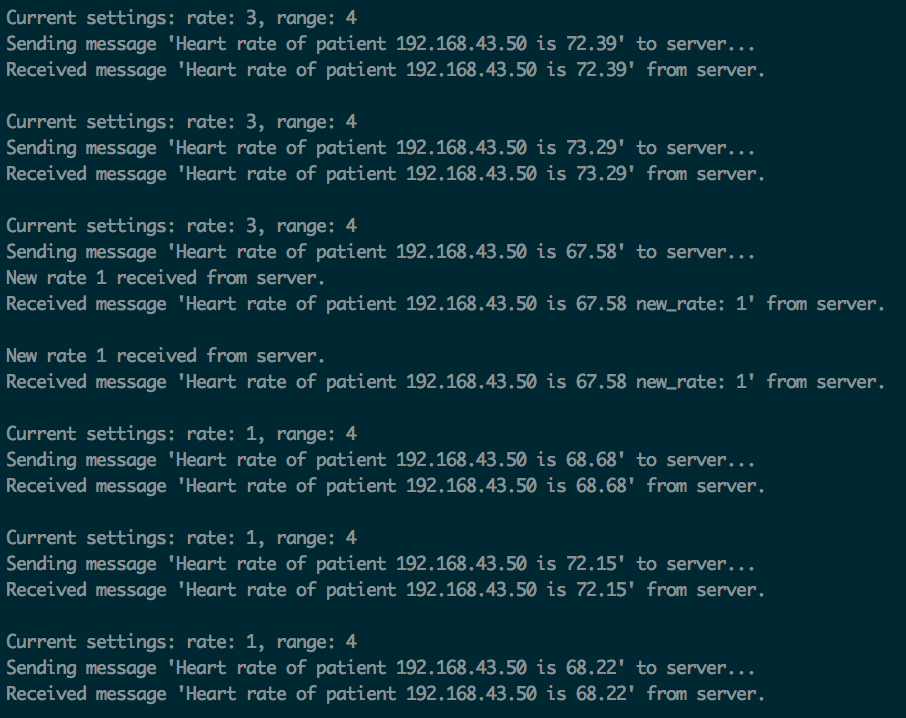 Current settings: rate: 3, range: 4
Sending message 'Heart rate of patient 192.168.43.50 is 72.39' to server...
Received message 'Heart rate of patient 192.168.43.50 is 72.39' from server.
Current settings: rate: 3, range: 4
Sending message 'Heart rate of patient 192.168.43.50 is 73.29' to server...
Received message 'Heart rate of patient 192.168.43.50 is 73.29' from server.
Current settings: rate: 3, range: 4
Sending message 'Heart rate of patient 192.168.43.50 is 67.58' to server...
New rate 1 received from server.
Received message 'Heart rate of patient 192.168.43.50 is 67.58 new_rate: 1' from server.
New rate 1 received from server.
Received message 'Heart rate of patient 192.168.43.50 is 67.58 new_rate: 1' from server.
Current settings: rate: 1, range: 4
Sending message 'Heart rate of patient 192.168.43.50 is 68.68' to server...
Received message 'Heart rate of patient 192.168.43.50 is 68.68' from server.
Current settings: rate: 1, range: 4
Sending message 'Heart rate of patient 192.168.43.50 is 72.15' to server...
Received message 'Heart rate of patient 192.168.43.50 is 72.15' from server.
Current settings: rate: 1, range: 4
Sending message 'Heart rate of patient 192.168.43.50 is 68.22' to server...
Received message 'Heart rate of patient 192.168.43.50 is 68.22' from server.